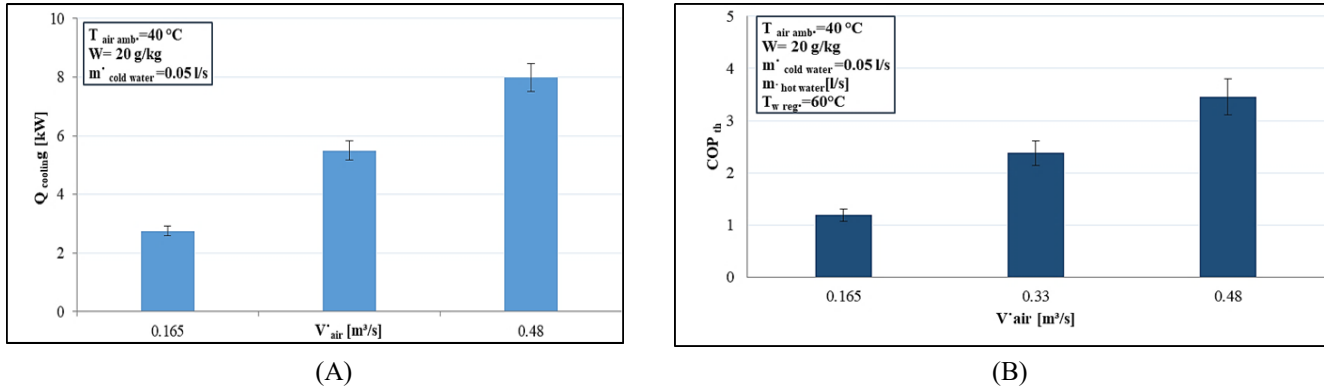 T air amb.=40 °C
W= 20 g/kg
m˙ cold water =0.05 l/s
10
8
6
4
2
0
Q cooling [kW]
0.165
0.48
V˙air [m³/s]
(A)
T air amb.=40 °C
W= 20 g/kg
m˙ cold water =0.05 l/s
m· hot water[l/s]
T w reg.=60°C
5
4
3
2
1
0
COP th
0.165
0.33
0.48
V˙air [m³/s]
(B)